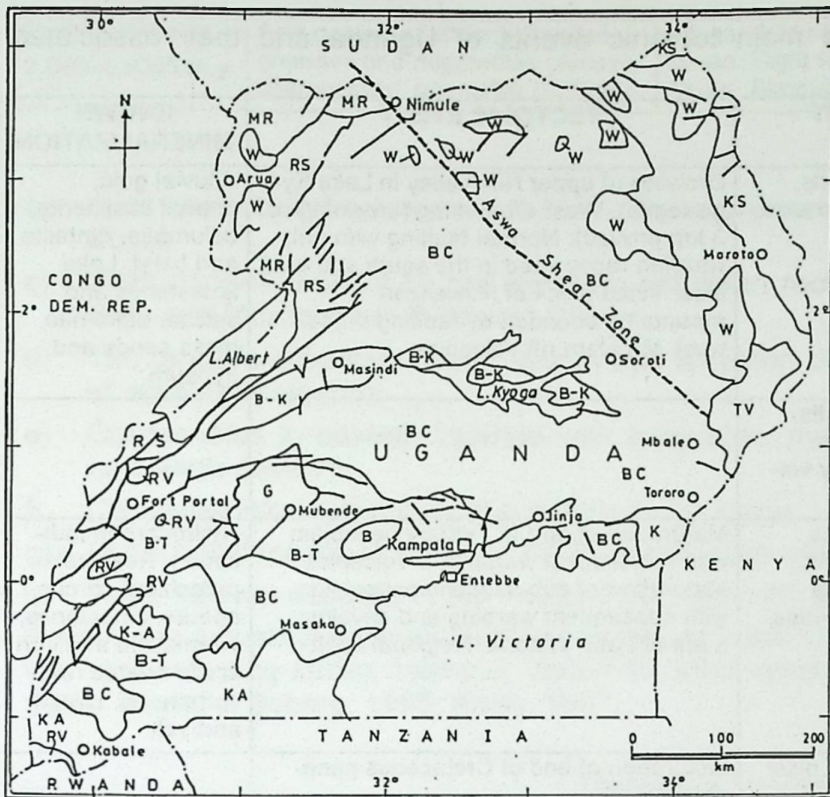 30° 32° 34°
SUDAN
KS
N
MR
MR
Nimule
W
W
W
W
RS
Arua
W
W
W
W
W
Aswa Shear Zone
KS
MR
RS
BC
Moroto
CONGO
DEM. REP.
BC
2° 2°
L.Albert
Masindi
B-K
Soroti
W
B-K
L.Kyoga
B-K
TV
RS
BC
Mbale
UGANDA
RV
BC
Fort Portal
G
Tororo
RV
Mubende
Jinja
B-T
B
BC
K
B-T
Kampala
RV
RV
Entebbe
KENYA
0° 0°
BC
K-A
Masaka
L. Victoria
B-T
BC
KA
KA
RV
Kabale
TANZANIA
0 100 200
km
RWANDA
32°